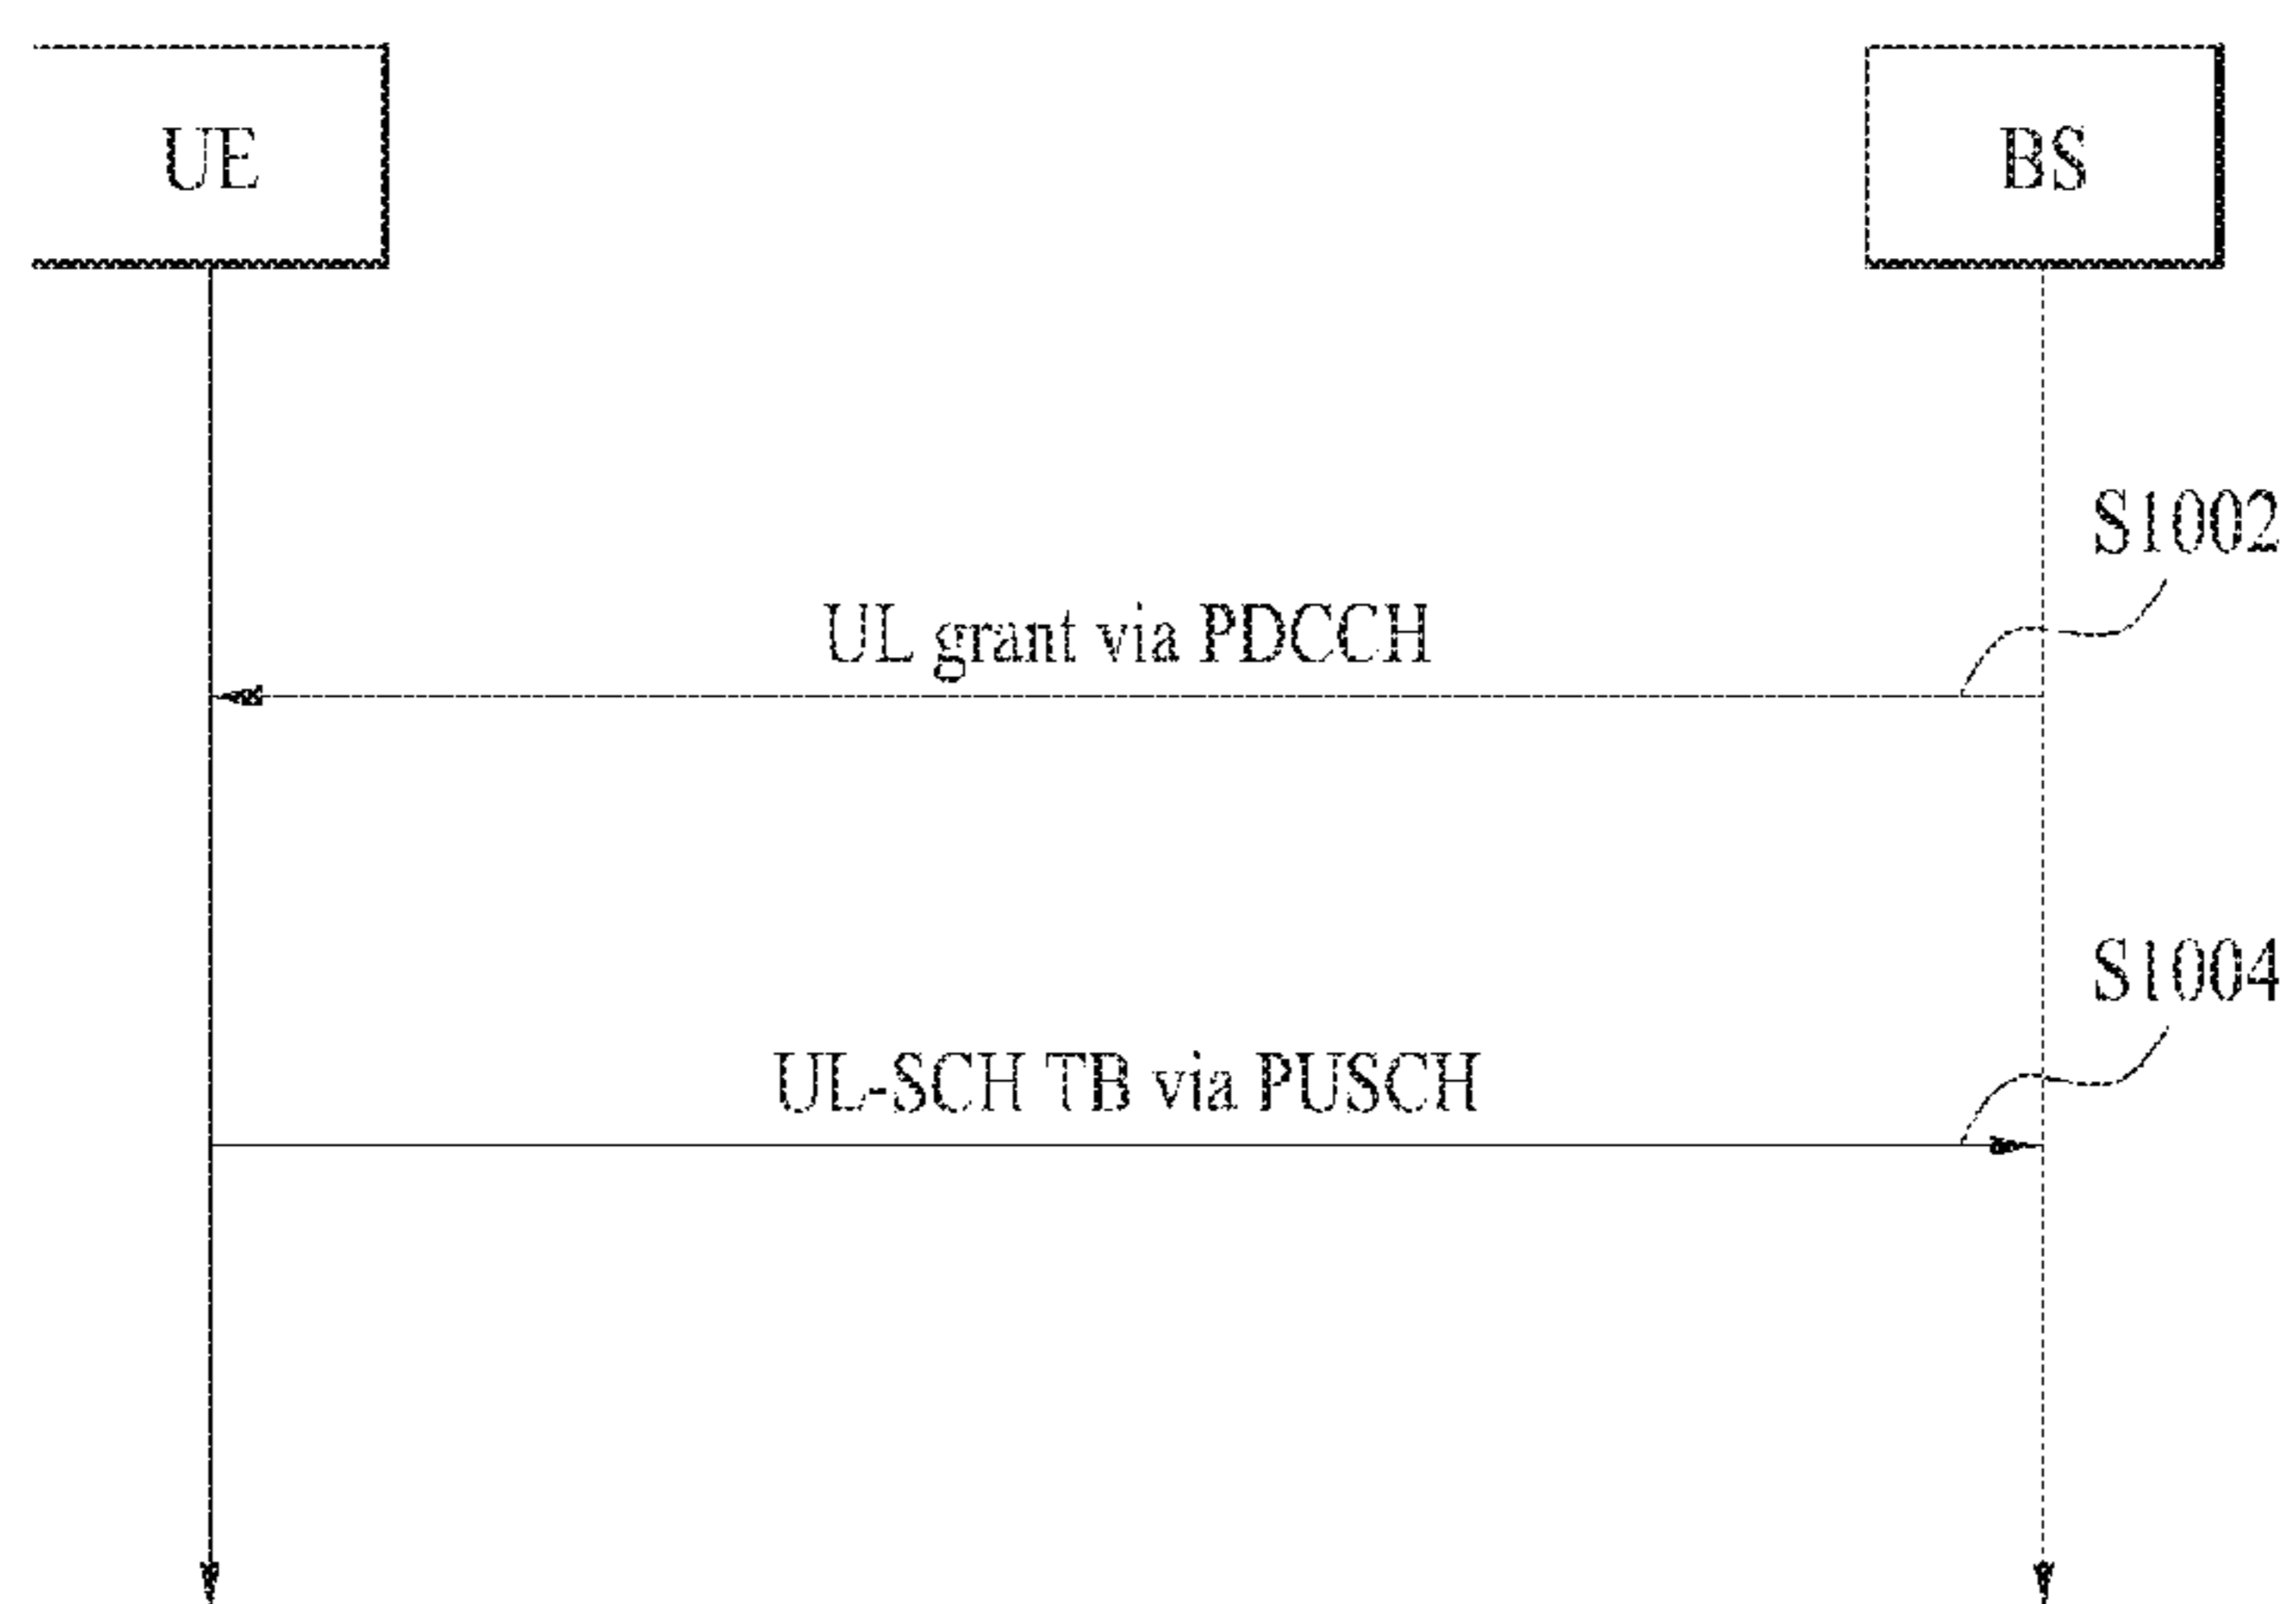 UE
BS
S1002
UL grant via PDCCH
S1004
UL-SCH TB via PUSCH